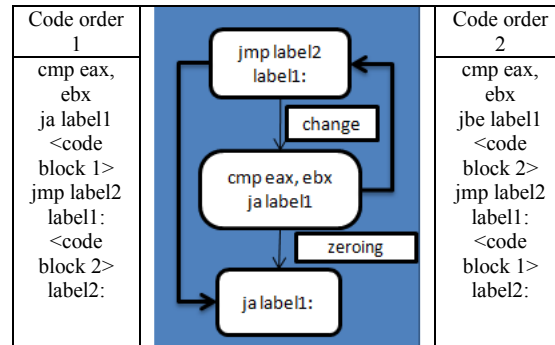 Code order
1
cmp eax,
ebx
ja label1
<code
block 1>
jmp label2
label1:
<code
block 2>
label2:
jmp label2
label1:
change
cmp eax, ebx
ja label1
zeroing
ja label1:
Code order
2
cmp eax,
ebx
jbe label1
<code
block 2>
jmp label2
label1:
<code
block 1>
label2: